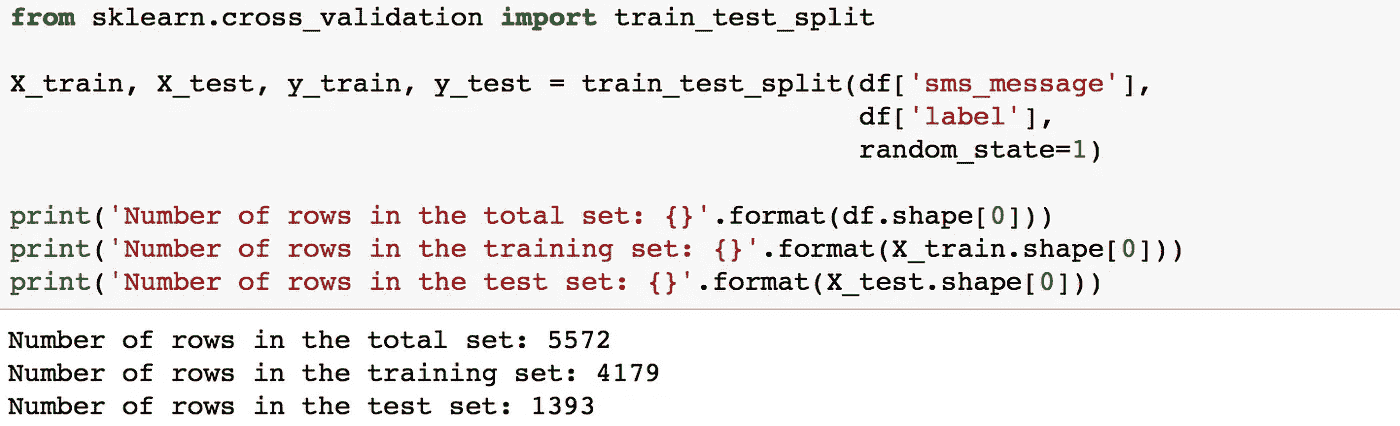 from sklearn.cross_validation import train_test_split
X_train, X_test, y_train, y_test = train_test_split(df['sms_message'],
df['label'],
random_state=1)
print('Number of rows in the total set: {}'.format(df.shape[0]))
print('Number of rows in the training set: {}'.format(X_train.shape[0]))
print('Number of rows in the test set: {}'.format(X_test.shape[0]))
Number of rows in the total set: 5572
Number of rows in the training set: 4179
Number of rows in the test set: 1393